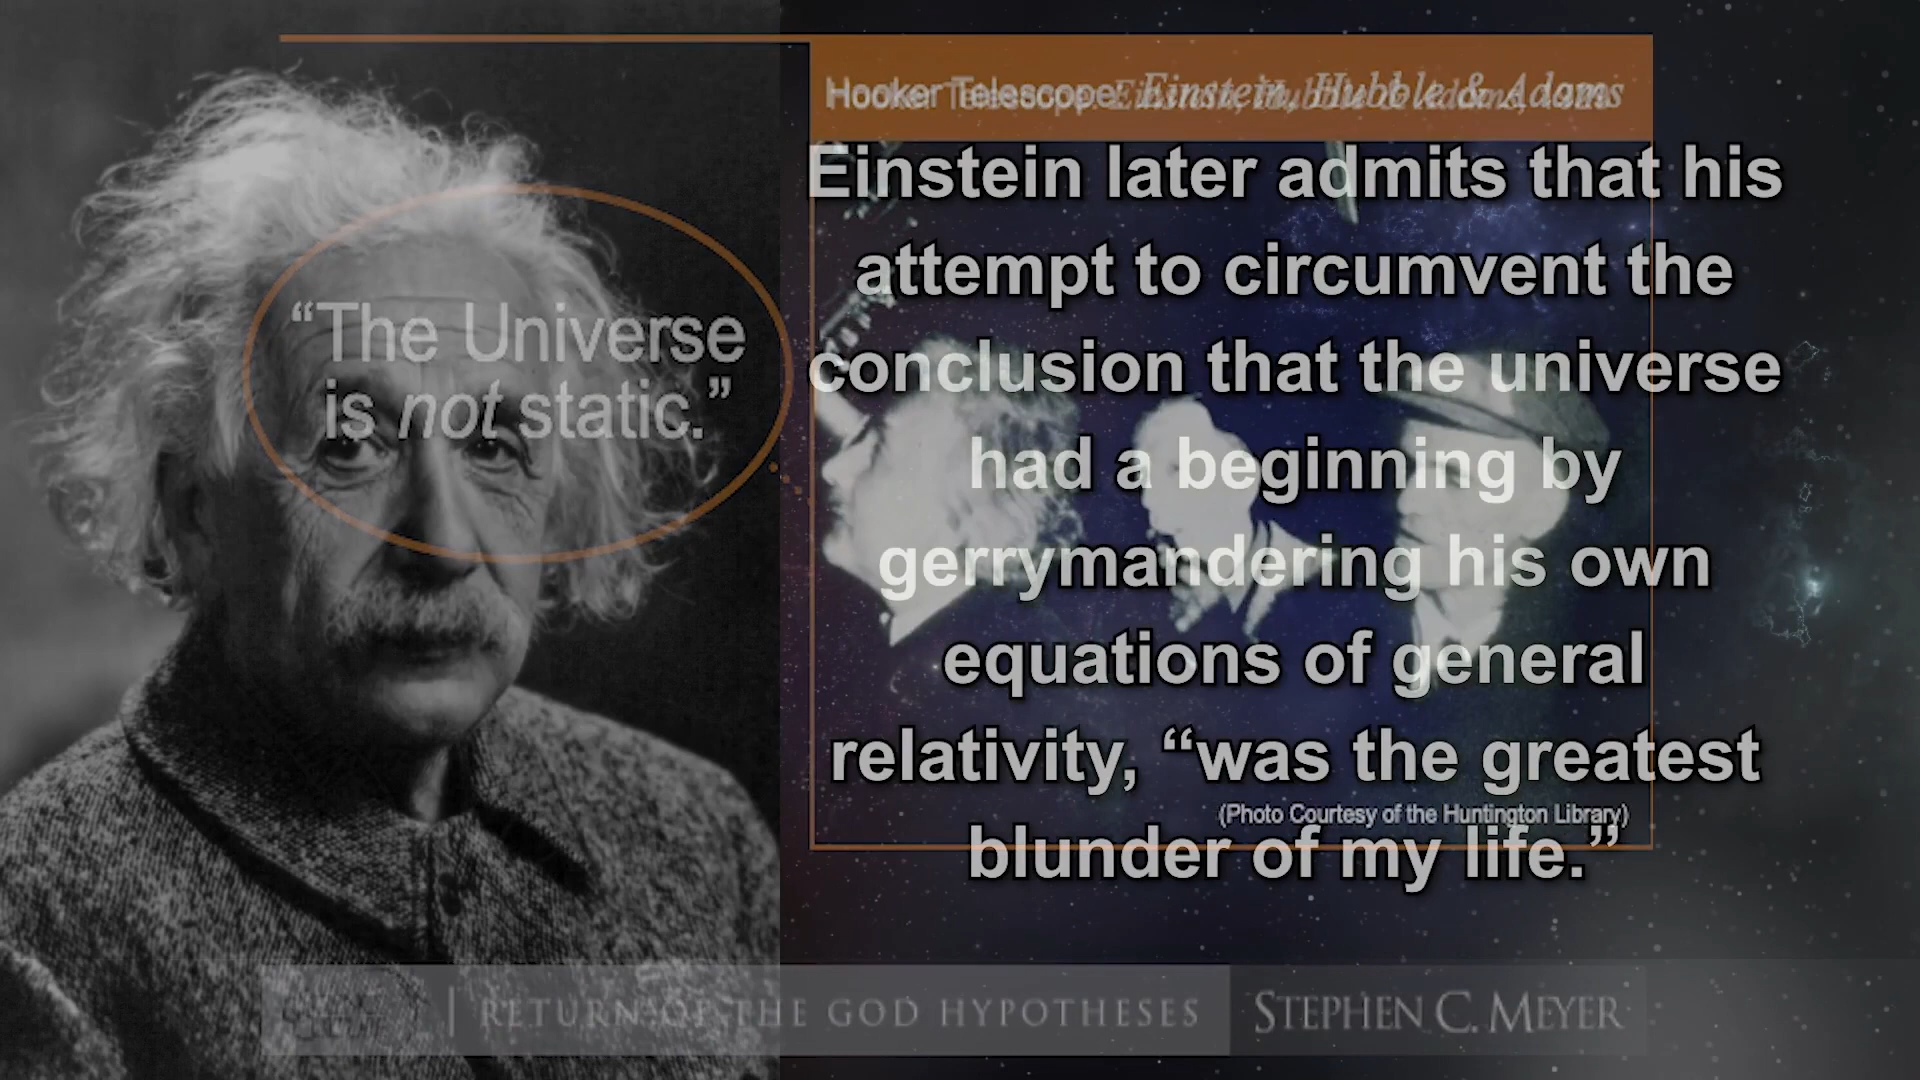 Hooker Telescope: Einstein, Hubble & Adams
Einstein later admits that his
attempt to circumvent the
conclusion that the universe
had a beginning by
gerrymandering his own
equations of general
relativity, “was the greatest
blunder of my life.”
“The Universe
is not static.”
(Photo Courtesy of the Huntington Library)
RETURN OF THE GOD HYPOTHESES
STEPHEN C. MEYER